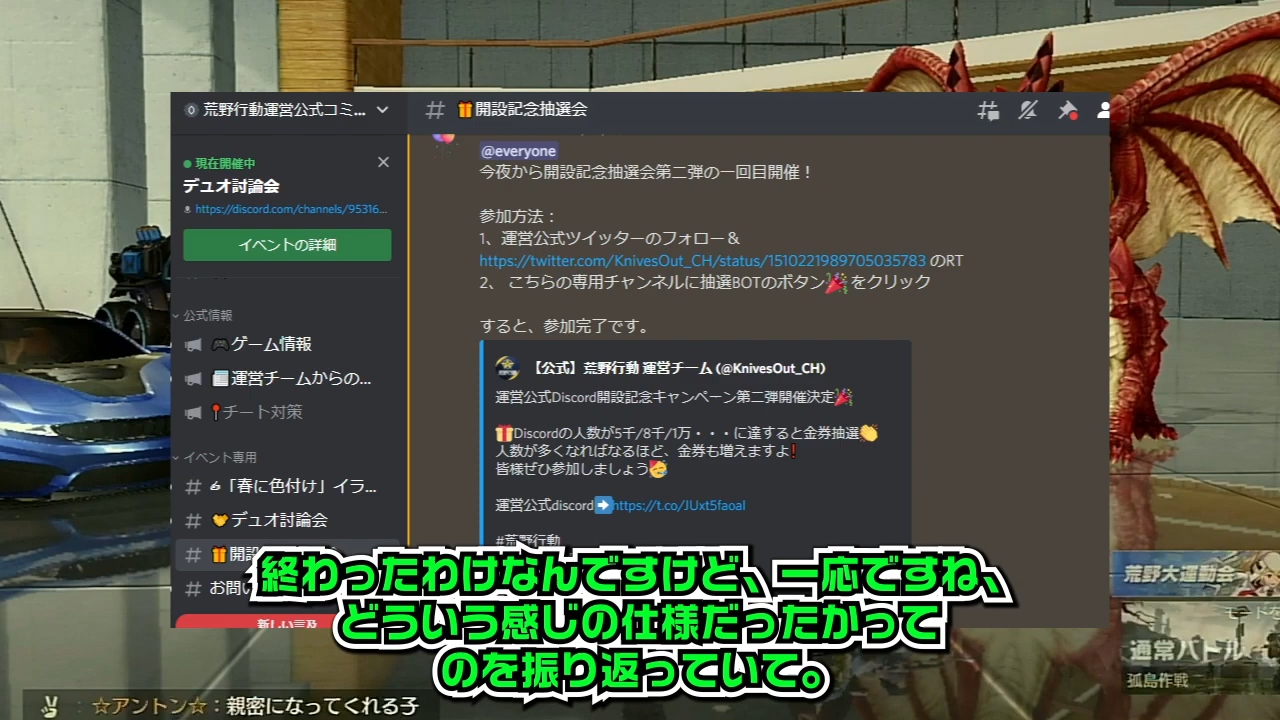 荒野行動運営公式コミ...
現在開催中
デュオ討論会
https://discord.com/channels/95316...
イベントの詳細
公式情報
ゲーム情報
運営チームからの...
チート対策
イベント専用
「春に色付け」イラ...
デュオ討論会
開設
お問い
新しい言及
# 🎁開設記念抽選会
@everyone
今夜から開設記念抽選会第二弾の一回目開催！
参加方法：
1、運営公式ツイッターのフォロー＆
https://twitter.com/KnivesOut_CH/status/1510221989705035783 のRT
2、 こちらの専用チャンネルに抽選BOTのボタン🎉をクリック
すると、参加完了です。
【公式】荒野行動 運営チーム (@KnivesOut_CH)
運営公式Discord開設記念キャンペーン第二弾開催決定🎉
🎁Discordの人数が5千/8千/1万・・・に達すると金券抽選👏
人数が多くなればなるほど、金券も増えますよ❗
皆様ぜひ参加しましょう🥳
運営公式discord➡https://t.co/JUxt5faoaI
#荒野行動
終わったわけなんですけど、一応ですね、
どういう感じの仕様だったかって
のを振り返っていて。
荒野大運動会
モードを
通常バトル
孤島作戦
☆アントン☆：親密になってくれる子